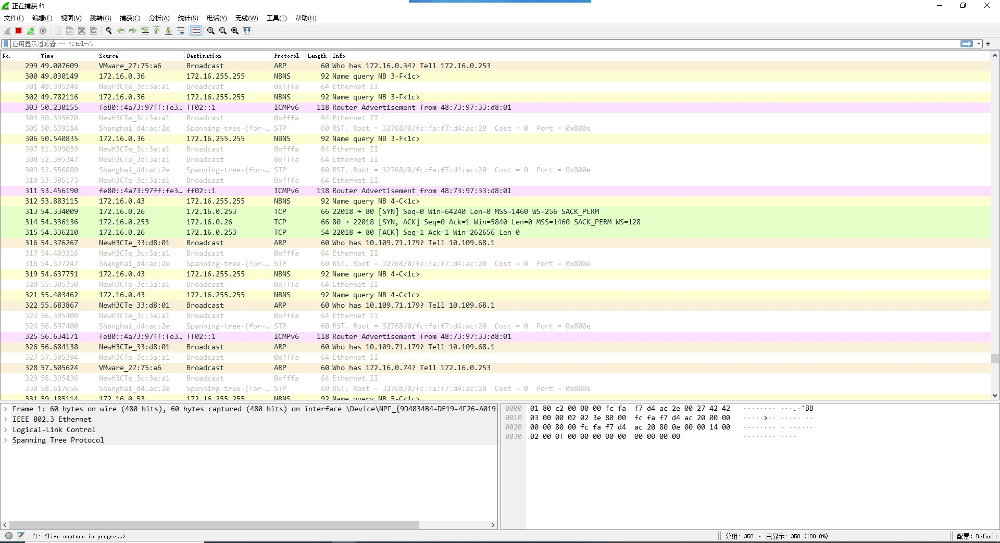 正在捕获 f1
文件(F) 编辑(E) 视图(V) 跳转(G) 捕获(C) 分析(A) 统计(S) 电话(Y) 无线(W) 工具(T) 帮助(H)
应用显示过滤器 … <Ctrl-/>
No. Time Source Destination Protocol Length Info
299 49.007609 VMware_27:75:a6 Broadcast ARP 60 Who has 172.16.0.34? Tell 172.16.0.253
300 49.030149 172.16.0.36 172.16.255.255 NBNS 92 Name query NB 3-F<1c>
301 49.395248 NewH3CTe_3c:3a:a1 Broadcast 0xfffa 64 Ethernet II
302 49.782116 172.16.0.36 172.16.255.255 NBNS 92 Name query NB 3-F<1c>
303 50.230155 fe80::4a73:97ff:fe3… ff02::1 ICMPv6 118 Router Advertisement from 48:73:97:33:d8:01
304 50.395670 NewH3CTe_3c:3a:a1 Broadcast 0xfffa 64 Ethernet II
305 50.539184 Shanghai_d4:ac:2e Spanning-tree-(for-… STP 60 RST. Root = 32768/0/fc:fa:f7:d4:ac:20 Cost = 0 Port = 0x800e
306 50.540835 172.16.0.36 172.16.255.255 NBNS 92 Name query NB 3-F<1c>
307 51.399039 NewH3CTe_3c:3a:a1 Broadcast 0xfffa 64 Ethernet II
308 52.395347 NewH3CTe_3c:3a:a1 Broadcast 0xfffa 64 Ethernet II
309 52.556880 Shanghai_d4:ac:2e Spanning-tree-(for-… STP 60 RST. Root = 32768/0/fc:fa:f7:d4:ac:20 Cost = 0 Port = 0x800e
310 53.395173 NewH3CTe_3c:3a:a1 Broadcast 0xfffa 64 Ethernet II
311 53.456190 fe80::4a73:97ff:fe3… ff02::1 ICMPv6 118 Router Advertisement from 48:73:97:33:d8:01
312 53.883115 172.16.0.43 172.16.255.255 NBNS 92 Name query NB 4-C<1c>
313 54.334009 172.16.0.26 172.16.0.253 TCP 66 22018 → 80 [SYN] Seq=0 Win=64240 Len=0 MSS=1460 WS=256 SACK_PERM
314 54.336136 172.16.0.253 172.16.0.26 TCP 66 80 → 22018 [SYN, ACK] Seq=0 Ack=1 Win=5840 Len=0 MSS=1460 SACK_PERM WS=128
315 54.336210 172.16.0.26 172.16.0.253 TCP 54 22018 → 80 [ACK] Seq=1 Ack=1 Win=262656 Len=0
316 54.376267 NewH3CTe_33:d8:01 Broadcast ARP 60 Who has 10.109.71.179? Tell 10.109.68.1
317 54.403316 NewH3CTe_3c:3a:a1 Broadcast 0xfffa 64 Ethernet II
318 54.577247 Shanghai_d4:ac:2e Spanning-tree-(for-… STP 60 RST. Root = 32768/0/fc:fa:f7:d4:ac:20 Cost = 0 Port = 0x800e
319 54.637751 172.16.0.43 172.16.255.255 NBNS 92 Name query NB 4-C<1c>
320 55.395350 NewH3CTe_3c:3a:a1 Broadcast 0xfffa 64 Ethernet II
321 55.403462 172.16.0.43 172.16.255.255 NBNS 92 Name query NB 4-C<1c>
322 55.683867 NewH3CTe_33:d8:01 Broadcast ARP 60 Who has 10.109.71.179? Tell 10.109.68.1
323 56.395400 NewH3CTe_3c:3a:a1 Broadcast 0xfffa 64 Ethernet II
324 56.597400 Shanghai_d4:ac:2e Spanning-tree-(for-… STP 60 RST. Root = 32768/0/fc:fa:f7:d4:ac:20 Cost = 0 Port = 0x800e
325 56.634171 fe80::4a73:97ff:fe3… ff02::1 ICMPv6 118 Router Advertisement from 48:73:97:33:d8:01
326 56.684138 NewH3CTe_33:d8:01 Broadcast ARP 60 Who has 10.109.71.179? Tell 10.109.68.1
327 57.395394 NewH3CTe_3c:3a:a1 Broadcast 0xfffa 64 Ethernet II
328 57.505624 VMware_27:75:a6 Broadcast ARP 60 Who has 172.16.0.74? Tell 172.16.0.253
329 58.395436 NewH3CTe_3c:3a:a1 Broadcast 0xfffa 64 Ethernet II
330 58.617656 Shanghai_d4:ac:2e Spanning-tree-(for-… STP 60 RST. Root = 32768/0/fc:fa:f7:d4:ac:20 Cost = 0 Port = 0x800e
331 59.185114 172.16.0.53 172.16.255.255 NBNS 92 Name query NB 5-C<1c>
Frame 1: 60 bytes on wire (480 bits), 60 bytes captured (480 bits) on interface \Device\NPF_{9D4834B4-DE19-4F26-A019-
IEEE 802.3 Ethernet
Logical-Link Control
Spanning Tree Protocol
0000 01 80 c2 00 00 00 fc fa f7 d4 ac 2e 00 27 42 42 ········ ···.·'BB
0010 03 00 00 02 02 3e 80 00 fc fa f7 d4 ac 20 00 00 ·····>·· ····· ··
0020 00 00 80 00 fc fa f7 d4 ac 20 80 0e 00 00 14 00 ········ · ······
0030 02 00 0f 00 00 00 00 00 00 00 00 00 ········ ····
f1: <live capture in progress> 分组: 358 · 已显示: 358 (100.0%) 配置: Default